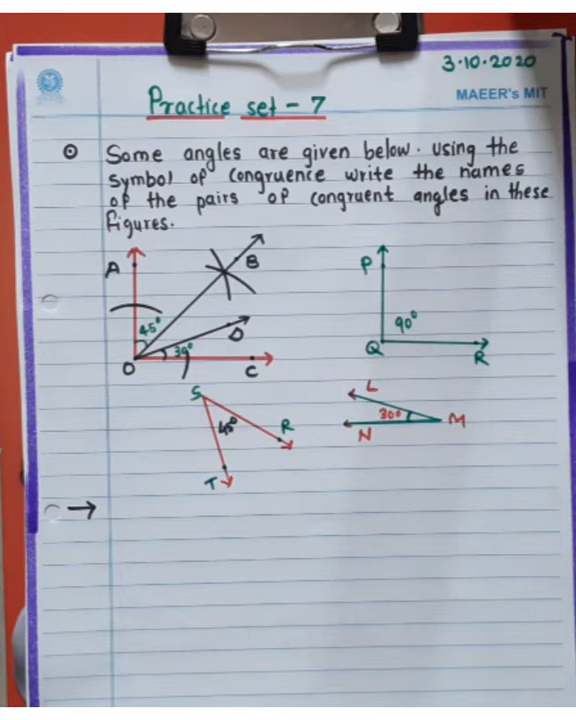 3.10.2020
MAEER's MIT
Practice set - 7
⊙ Some angles are given below. Using the
symbol of congruence write the names
of the pairs of congruent angles in these
figures.
A
B
45°
D
30°
O
C
P
90°
Q
R
S
45°
R
T
L
30°
M
N
→